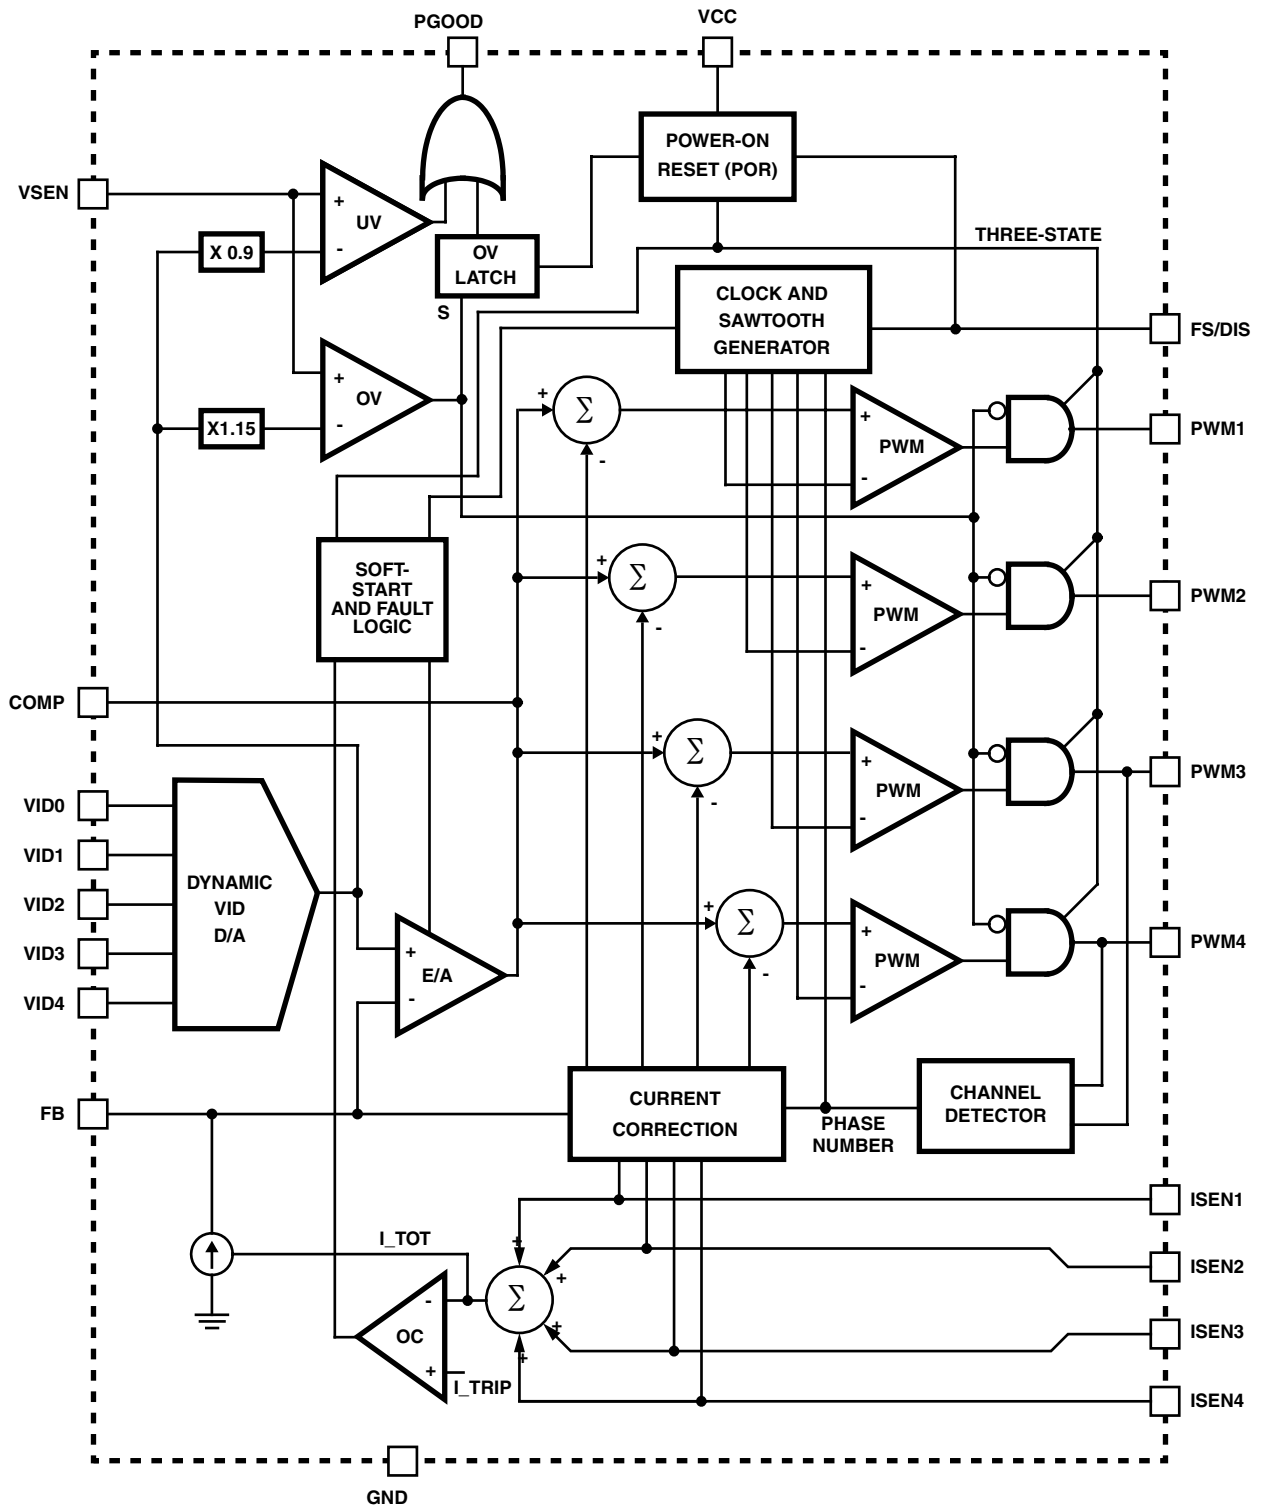 PGOOD
VCC
POWER-ON
RESET (POR)
VSEN
+
UV
-
X 0.9
OV
LATCH
S
THREE-STATE
CLOCK AND
SAWTOOTH
GENERATOR
FS/DIS
+
OV
-
X1.15
+
Σ
-
+
PWM
-
PWM1
SOFT-
START
AND FAULT
LOGIC
+
Σ
-
+
PWM
-
PWM2
COMP
+
Σ
-
+
PWM
-
PWM3
VID0
VID1
VID2
VID3
VID4
DYNAMIC
VID
D/A
+
E/A
-
+
Σ
-
+
PWM
-
PWM4
FB
CURRENT
CORRECTION
PHASE
NUMBER
CHANNEL
DETECTOR
ISEN1
I_TOT
+
+
Σ
+
+
ISEN2
-
OC
+
I_TRIP
ISEN3
ISEN4
GND